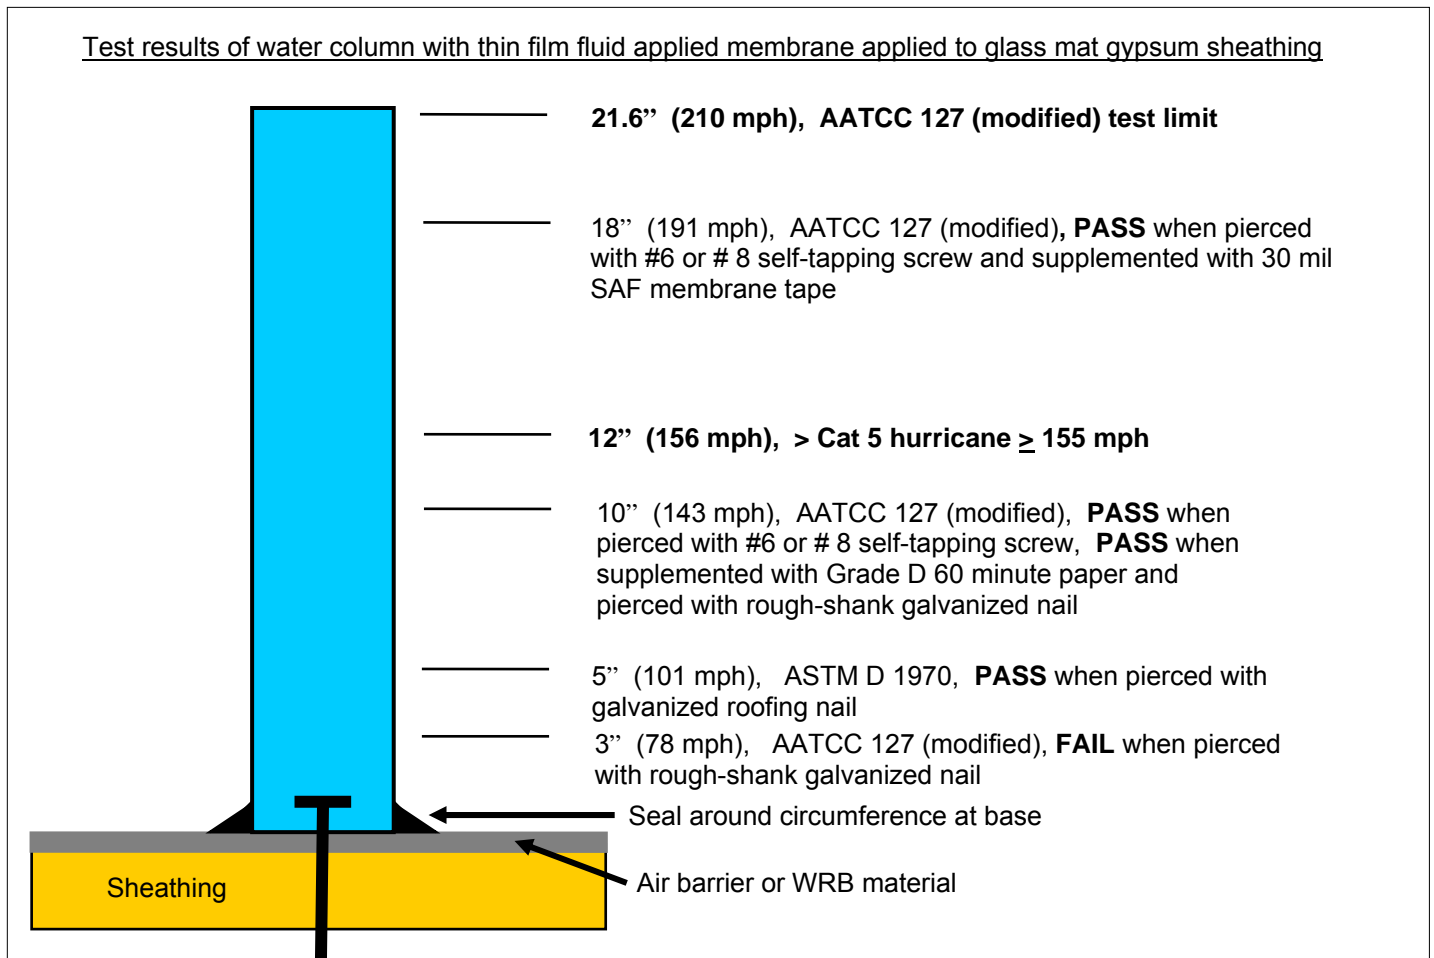 Test results of water column with thin film fluid applied membrane applied to glass mat gypsum sheathing
21.6” (210 mph), AATCC 127 (modified) test limit
18” (191 mph), AATCC 127 (modified), PASS when pierced
with #6 or # 8 self-tapping screw and supplemented with 30 mil
SAF membrane tape
12” (156 mph), > Cat 5 hurricane ≥ 155 mph
10” (143 mph), AATCC 127 (modified), PASS when
pierced with #6 or # 8 self-tapping screw, PASS when
supplemented with Grade D 60 minute paper and
pierced with rough-shank galvanized nail
5” (101 mph), ASTM D 1970, PASS when pierced with
galvanized roofing nail
3” (78 mph), AATCC 127 (modified), FAIL when pierced
with rough-shank galvanized nail
Seal around circumference at base
Air barrier or WRB material
Sheathing